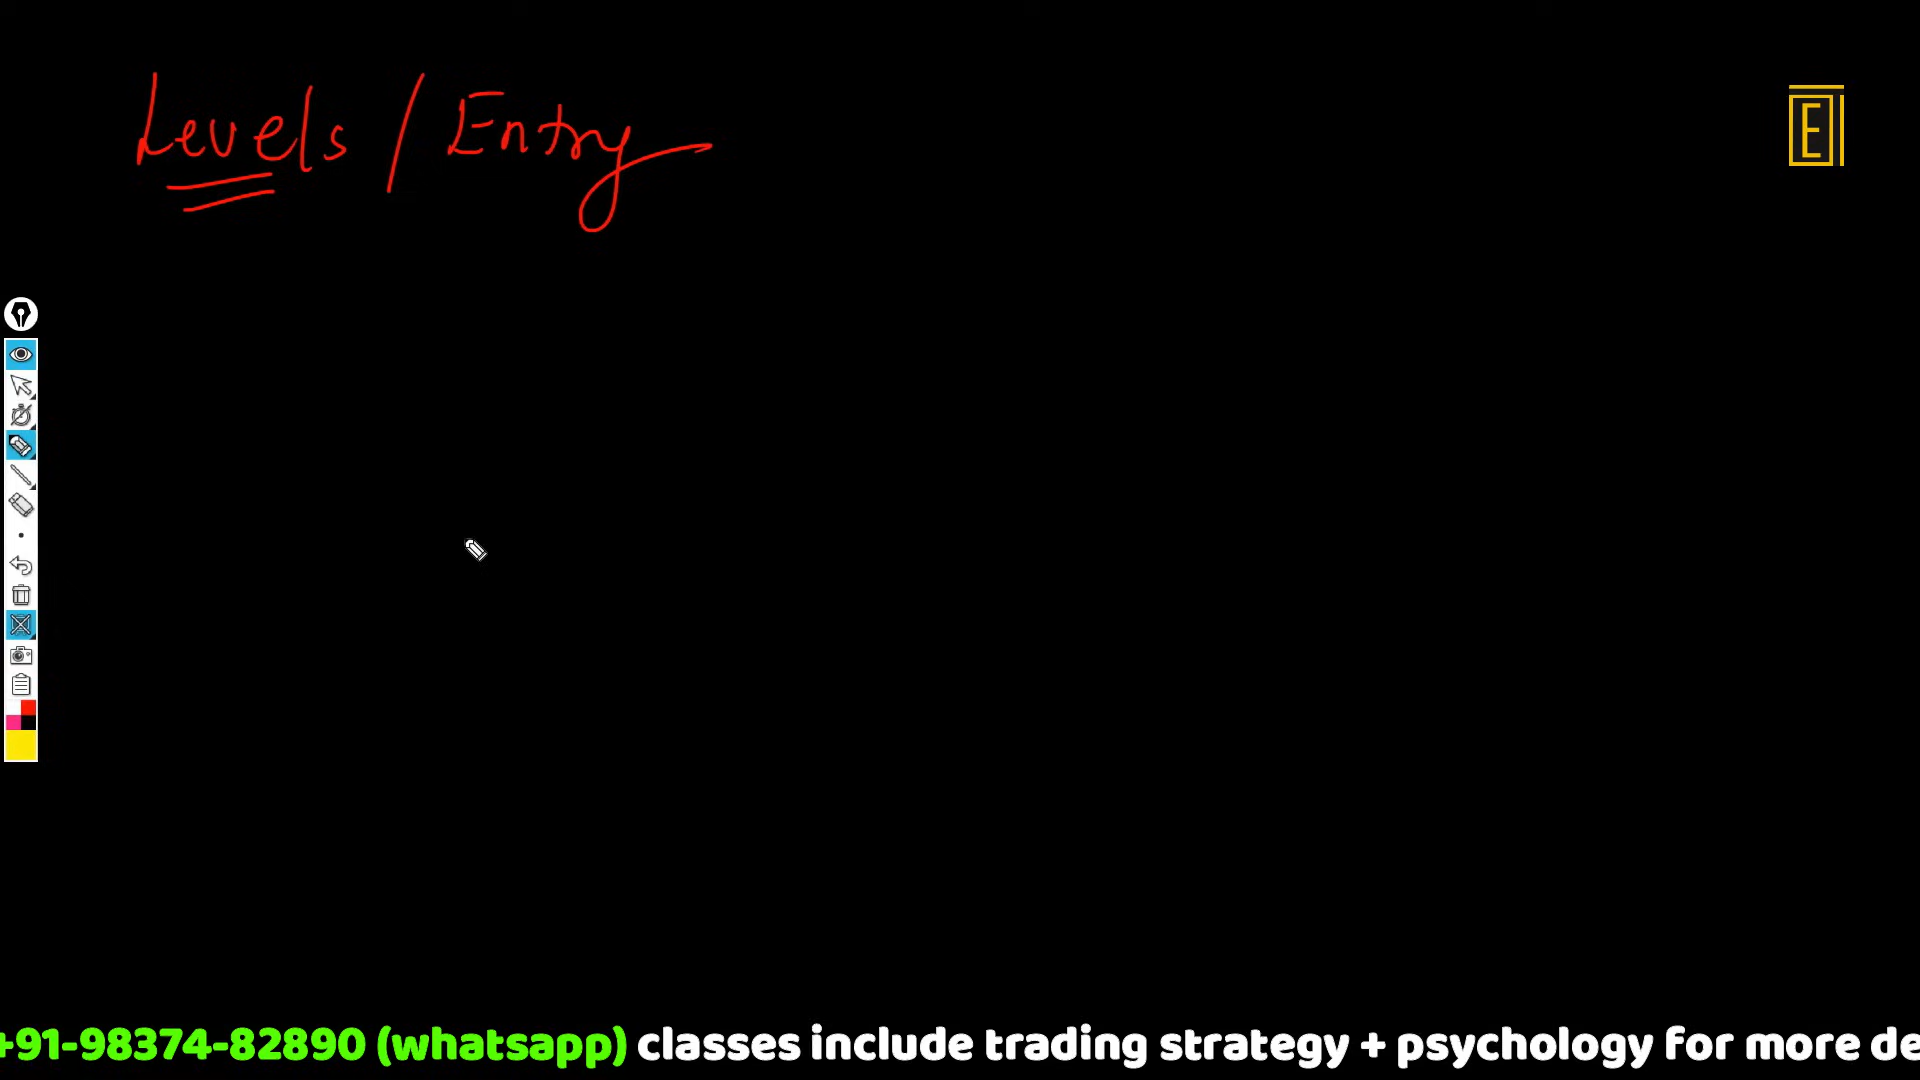 Levels / Entry
E
+91-98374-82890 (whatsapp) classes include trading strategy + psychology for more de